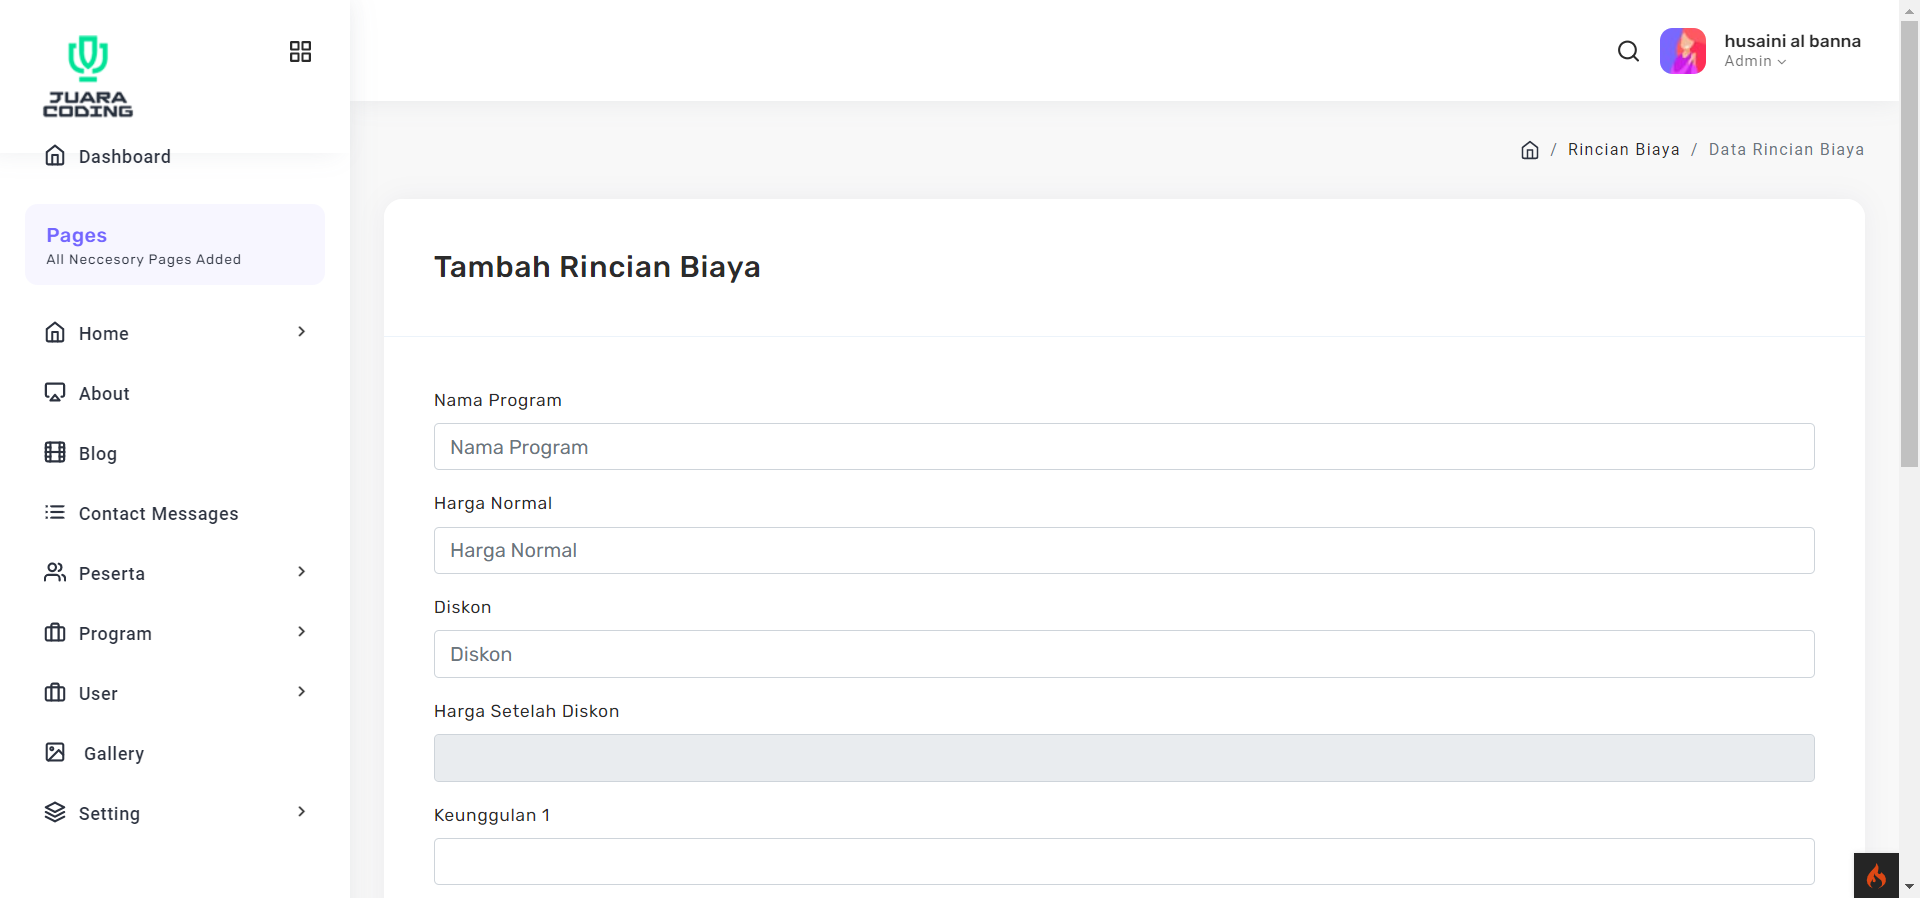 JUARA
CODING
husaini al banna
Admin
Dashboard
/ Rincian Biaya / Data Rincian Biaya
Pages
All Neccesory Pages Added
Home
About
Blog
Contact Messages
Peserta
Program
User
Gallery
Setting
Tambah Rincian Biaya
Nama Program
Nama Program
Harga Normal
Harga Normal
Diskon
Diskon
Harga Setelah Diskon
Keunggulan 1